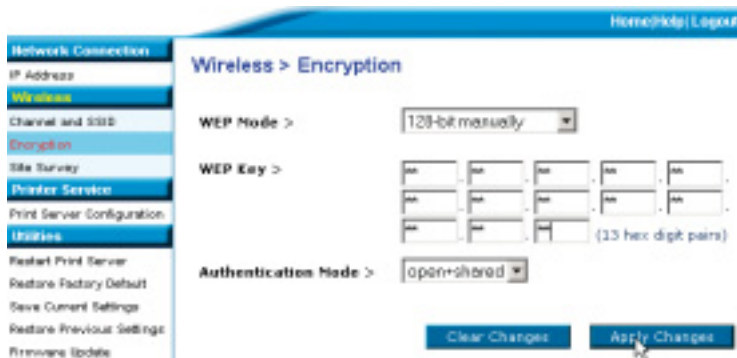 Home|Help|Logout
Network Connection
IP Address
Wireless
Channel and SSID
Encryption
Site Survey
Printer Service
Print Server Configuration
Utilities
Restart Print Server
Restore Factory Default
Save Current Settings
Restore Previous Settings
Firmware Update
Wireless > Encryption
WEP Mode > 128-bit manually
WEP Key > ** . ** . ** . ** . ** .
** . ** . ** . ** . ** .
** . ** . ** (13 hex digit pairs)
Authentication Mode > open+shared
Clear Changes Apply Changes